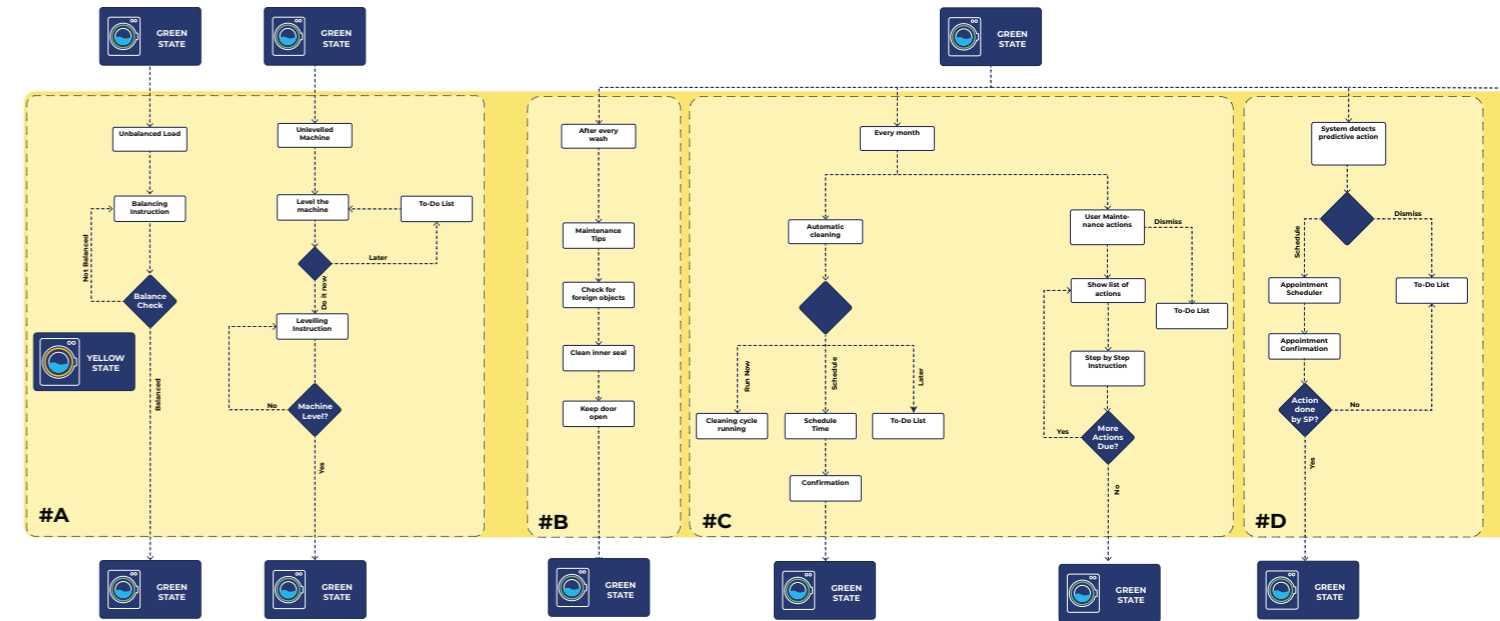 GREEN
STATE
GREEN
STATE
GREEN
STATE
Unbalanced Load
Balancing
Instruction
Not Balanced
Balance
Check
YELLOW
STATE
Balanced
Unlevelled
Machine
Level the
machine
To-Do List
Later
Do it now
Levelling
Instruction
No
Machine
Level?
Yes
#A
After every
wash
Maintenance
Tips
Check for
foreign objects
Clean inner seal
Keep door
open
#B
Every month
Automatic
cleaning
Run Now
Schedule
Later
Cleaning cycle
running
Schedule
Time
To-Do List
Confirmation
User Mainte-
nance actions
Dismiss
Show list of
actions
To-Do List
Step by Step
Instruction
Yes
More
Actions
Due?
No
#C
System detects
predictive action
Schedule
Dismiss
Appointment
Scheduler
To-Do List
Appointment
Confirmation
Action
done
by SP?
No
Yes
#D
GREEN
STATE
GREEN
STATE
GREEN
STATE
GREEN
STATE
GREEN
STATE
GREEN
STATE